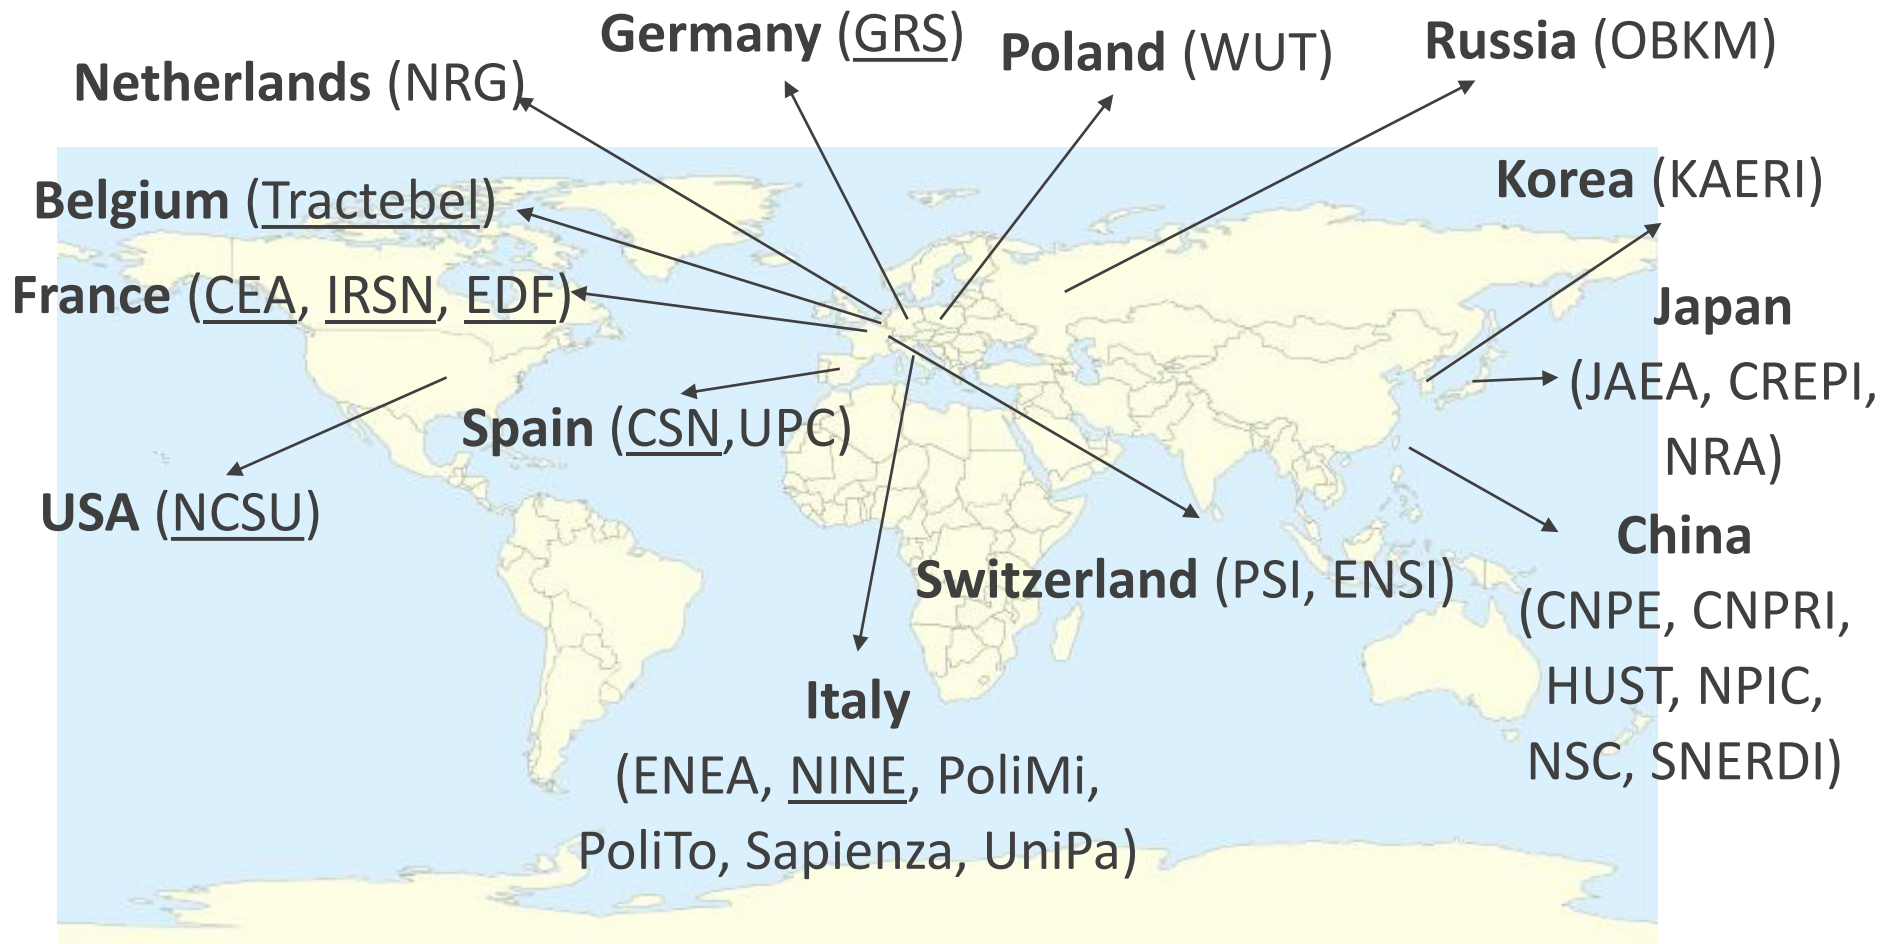 Germany (GRS)
Poland (WUT)
Russia (OBKM)
Netherlands (NRG)
Korea (KAERI)
Belgium (Tractebel)
France (CEA, IRSN, EDF)
Japan
(JAEA, CREPI,
NRA)
Spain (CSN,UPC)
USA (NCSU)
China
(CNPE, CNPRI,
HUST, NPIC,
NSC, SNERDI)
Switzerland (PSI, ENSI)
Italy
(ENEA, NINE, PoliMi,
PoliTo, Sapienza, UniPa)